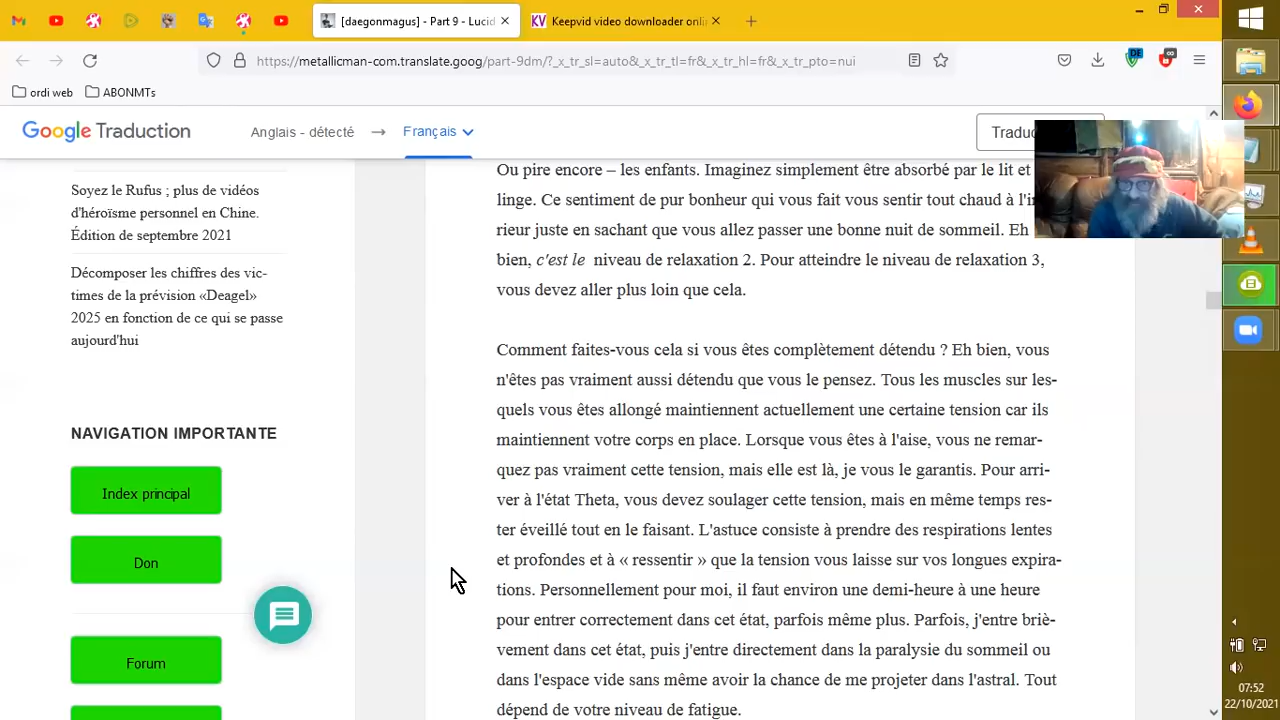 [daegonmagus] - Part 9 - Lucid
Keepvid video downloader onli
https://metallicman-com.translate.goog/part-9dm/?_x_tr_sl=auto&_x_tr_tl=fr&_x_tr_hl=fr&_x_tr_pto=nui
ordi web
ABONMTs
Google Traduction
Anglais - détecté
Français
Traduc
Soyez le Rufus ; plus de vidéos
d'héroïsme personnel en Chine.
Édition de septembre 2021
Décomposer les chiffres des vic-
times de la prévision «Deagel»
2025 en fonction de ce qui se passe
aujourd'hui
NAVIGATION IMPORTANTE
Index principal
Don
Forum
Ou pire encore – les enfants. Imaginez simplement être absorbé par le lit et
linge. Ce sentiment de pur bonheur qui vous fait vous sentir tout chaud à l'in
rieur juste en sachant que vous allez passer une bonne nuit de sommeil. Eh
bien, c'est le niveau de relaxation 2. Pour atteindre le niveau de relaxation 3,
vous devez aller plus loin que cela.
Comment faites-vous cela si vous êtes complètement détendu ? Eh bien, vous
n'êtes pas vraiment aussi détendu que vous le pensez. Tous les muscles sur les-
quels vous êtes allongé maintiennent actuellement une certaine tension car ils
maintiennent votre corps en place. Lorsque vous êtes à l'aise, vous ne remar-
quez pas vraiment cette tension, mais elle est là, je vous le garantis. Pour arri-
ver à l'état Theta, vous devez soulager cette tension, mais en même temps res-
ter éveillé tout en le faisant. L'astuce consiste à prendre des respirations lentes
et profondes et à « ressentir » que la tension vous laisse sur vos longues expira-
tions. Personnellement pour moi, il faut environ une demi-heure à une heure
pour entrer correctement dans cet état, parfois même plus. Parfois, j'entre briè-
vement dans cet état, puis j'entre directement dans la paralysie du sommeil ou
dans l'espace vide sans même avoir la chance de me projeter dans l'astral. Tout
dépend de votre niveau de fatigue.
07:52
22/10/2021